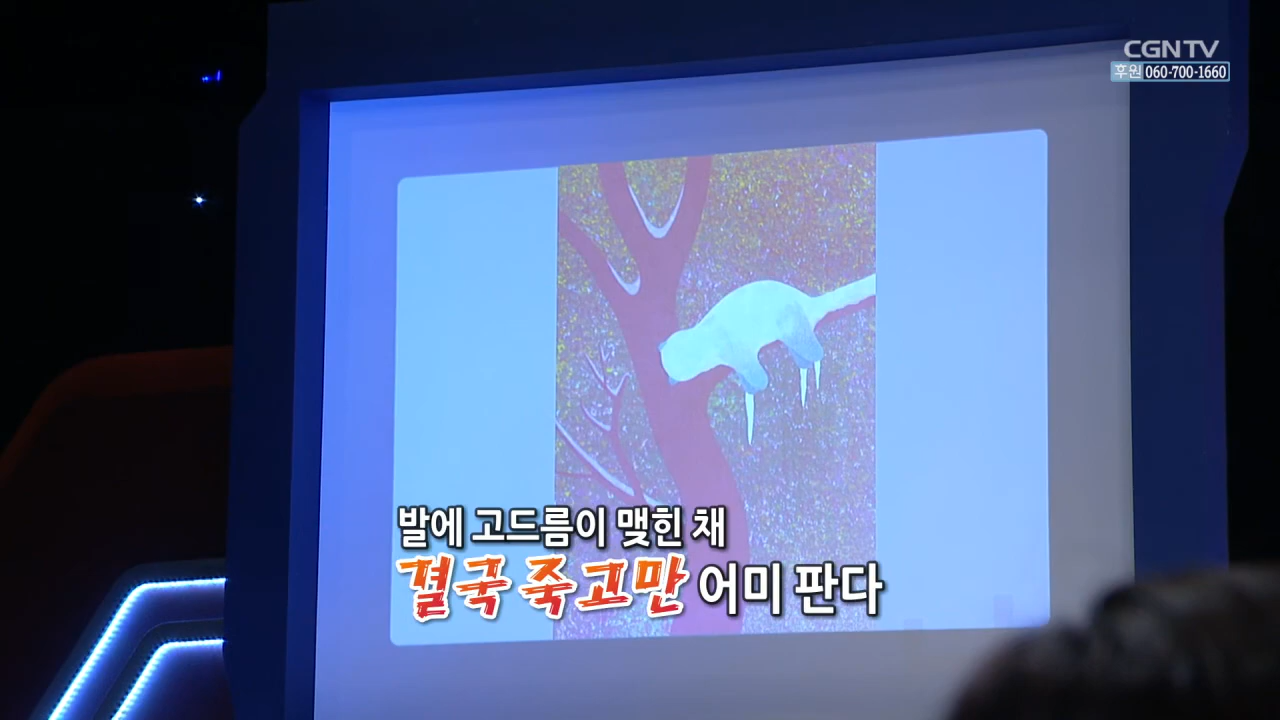 CGNTV
후원 060-700-1660
발에 고드름이 맺힌 채
결국 죽고만 어미 판다